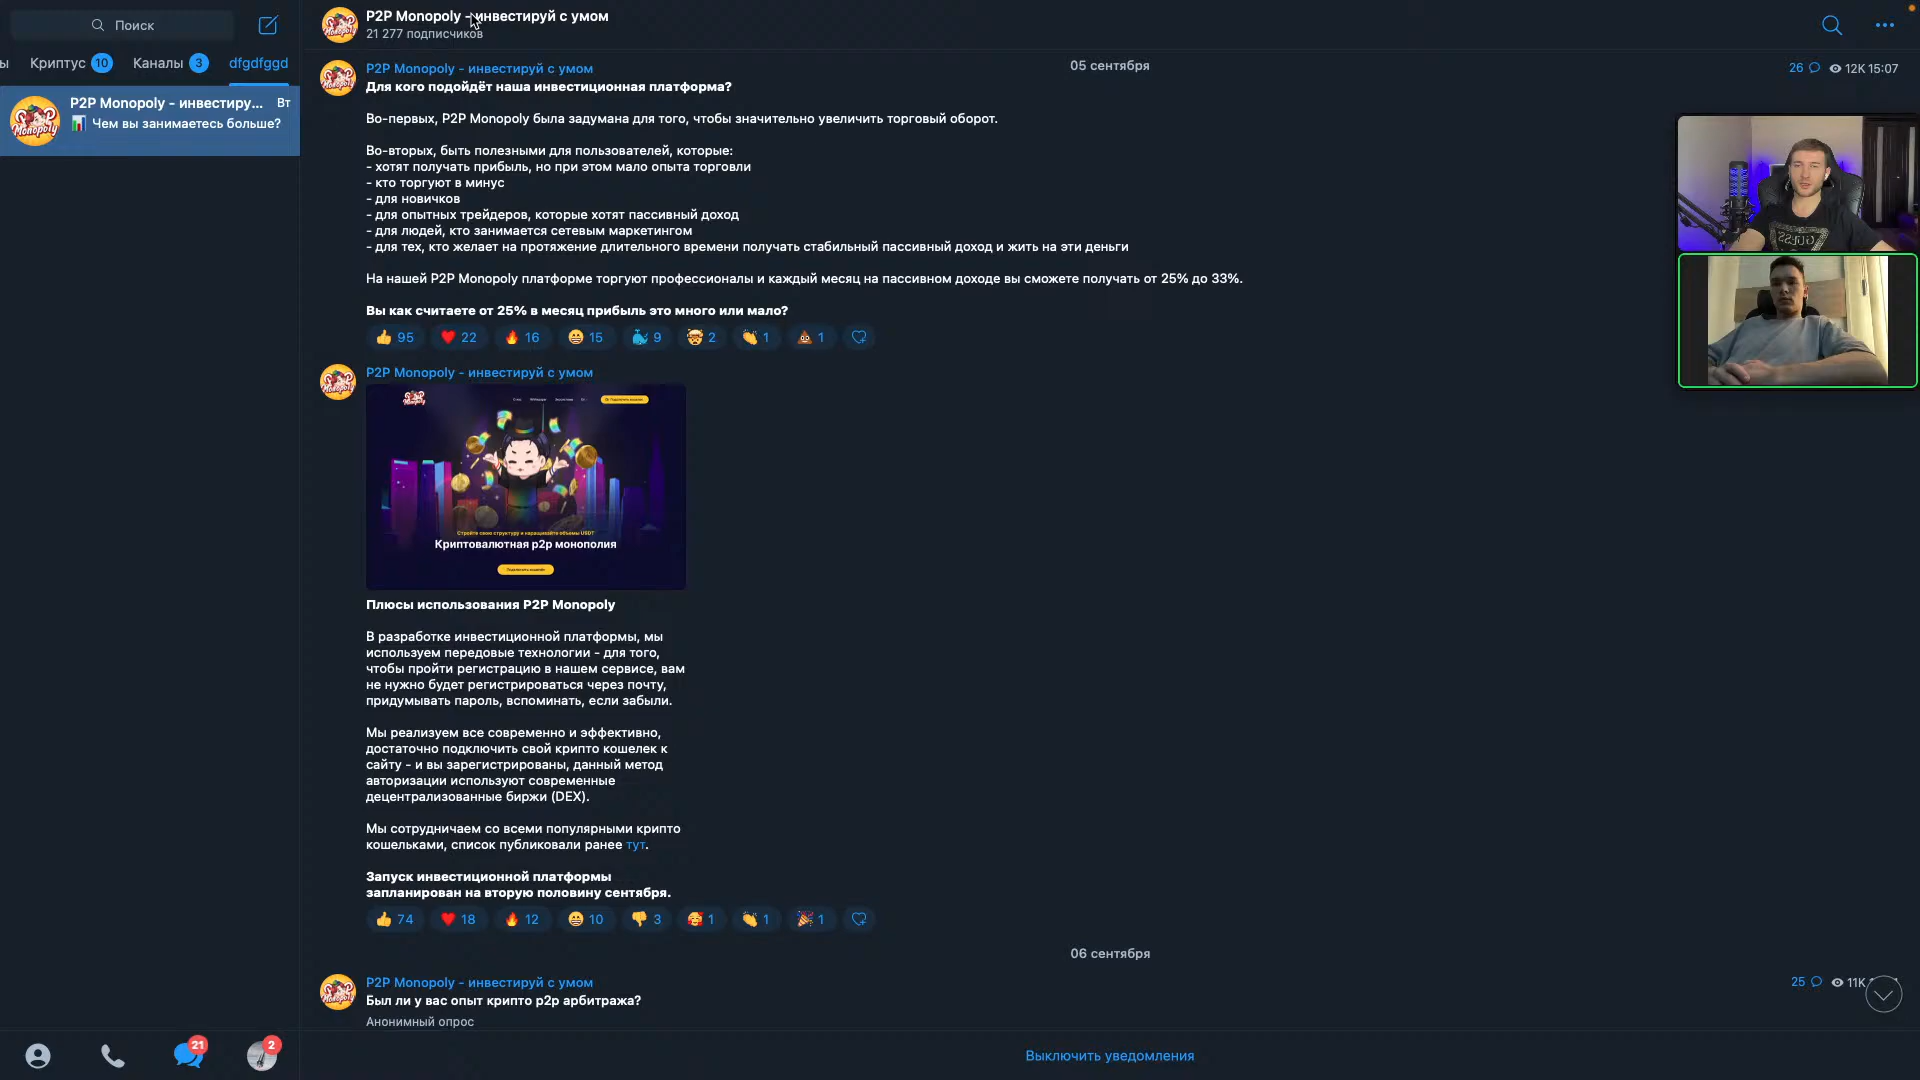 Поиск
ы
Криптус 10
Каналы 3
dfgdfggd
P2P Monopoly - инвестиру... Вт
Чем вы занимаетесь больше?
P2P Monopoly - инвестируй с умом
21 277 подписчиков
05 сентября
26 12K 15:07
P2P Monopoly - инвестируй с умом
Для кого подойдёт наша инвестиционная платформа?
Во-первых, P2P Monopoly была задумана для того, чтобы значительно увеличить торговый оборот.
Во-вторых, быть полезными для пользователей, которые:
- хотят получать прибыль, но при этом мало опыта торговли
- кто торгуют в минус
- для новичков
- для опытных трейдеров, которые хотят пассивный доход
- для людей, кто занимается сетевым маркетингом
- для тех, кто желает на протяжение длительного времени получать стабильный пассивный доход и жить на эти деньги
На нашей P2P Monopoly платформе торгуют профессионалы и каждый месяц на пассивном доходе вы сможете получать от 25% до 33%.
Вы как считаете от 25% в месяц прибыль это много или мало?
95 22 16 15 9 2 1 1
P2P Monopoly - инвестируй с умом
Стройте свою структуру и наращивайте объемы USDT
Криптовалютная p2p монополия
Подключить кошелёк
Плюсы использования P2P Monopoly
В разработке инвестиционной платформы, мы
используем передовые технологии - для того,
чтобы пройти регистрацию в нашем сервисе, вам
не нужно будет регистрироваться через почту,
придумывать пароль, вспоминать, если забыли.
Мы реализуем все современно и эффективно,
достаточно подключить свой крипто кошелек к
сайту - и вы зарегистрированы, данный метод
авторизации используют современные
децентрализованные биржи (DEX).
Мы сотрудничаем со всеми популярными крипто
кошельками, список публиковали ранее тут.
Запуск инвестиционной платформы
запланирован на вторую половину сентября.
74 18 12 10 3 1 1 1
06 сентября
P2P Monopoly - инвестируй с умом
25 11K
Был ли у вас опыт крипто p2p арбитража?
Анонимный опрос
21
2
Выключить уведомления